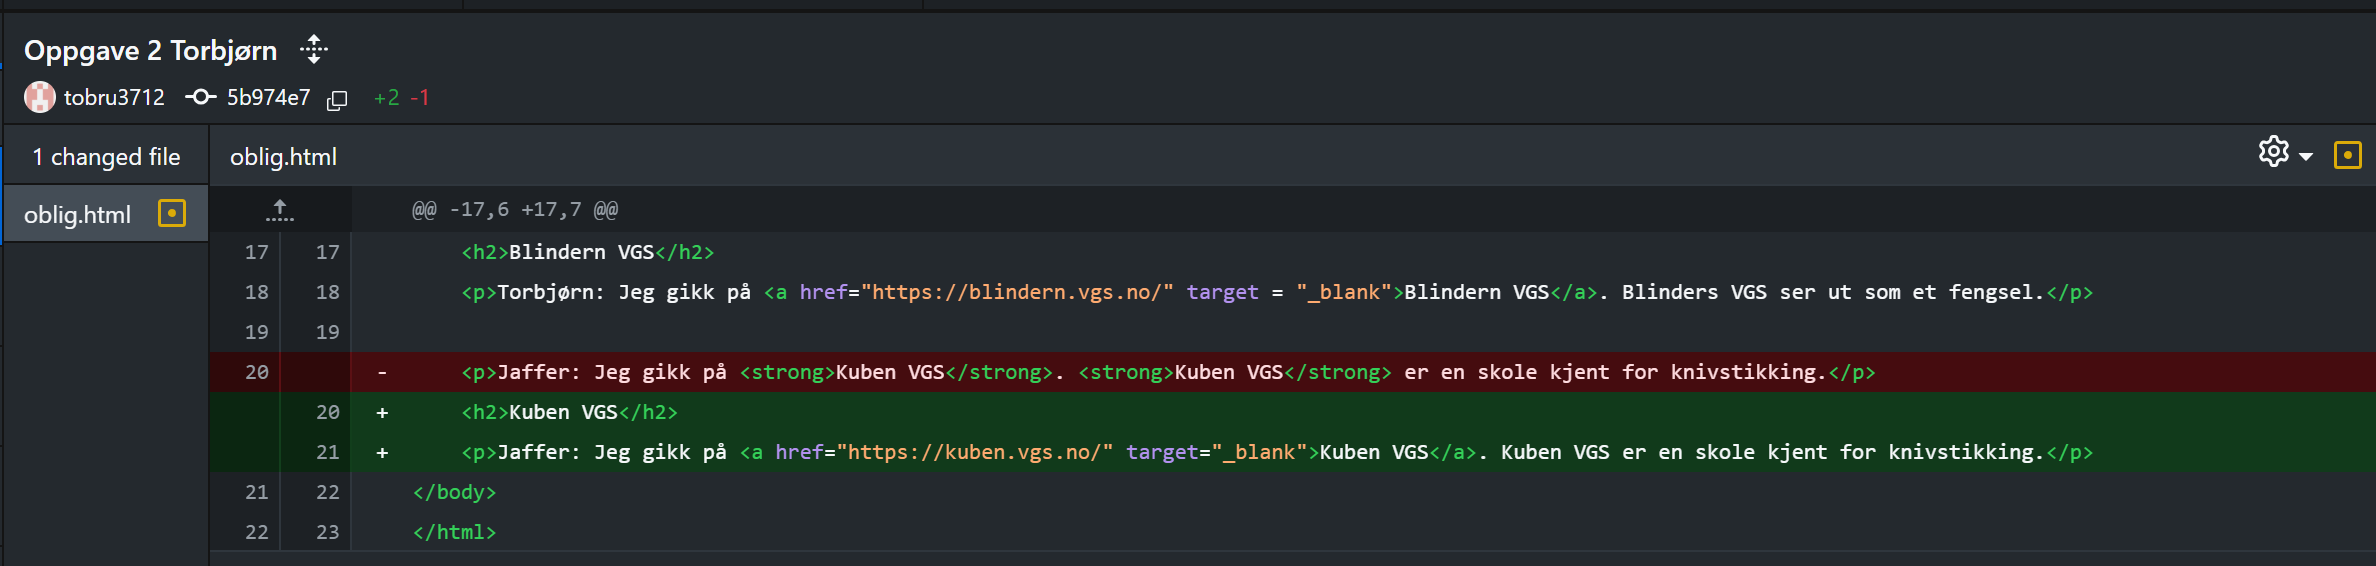 Oppgave 2 Torbjørn
tobru3712 5b974e7 +2 -1
1 changed file oblig.html
oblig.html
@@ -17,6 +17,7 @@
17 17 <h2>Blindern VGS</h2>
18 18 <p>Torbjørn: Jeg gikk på <a href="https://blindern.vgs.no/" target = "_blank">Blindern VGS</a>. Blinders VGS ser ut som et fengsel.</p>
19 19
20 - <p>Jaffer: Jeg gikk på <strong>Kuben VGS</strong>. <strong>Kuben VGS</strong> er en skole kjent for knivstikking.</p>
20 + <h2>Kuben VGS</h2>
21 + <p>Jaffer: Jeg gikk på <a href="https://kuben.vgs.no/" target="_blank">Kuben VGS</a>. Kuben VGS er en skole kjent for knivstikking.</p>
21 22 </body>
22 23 </html>